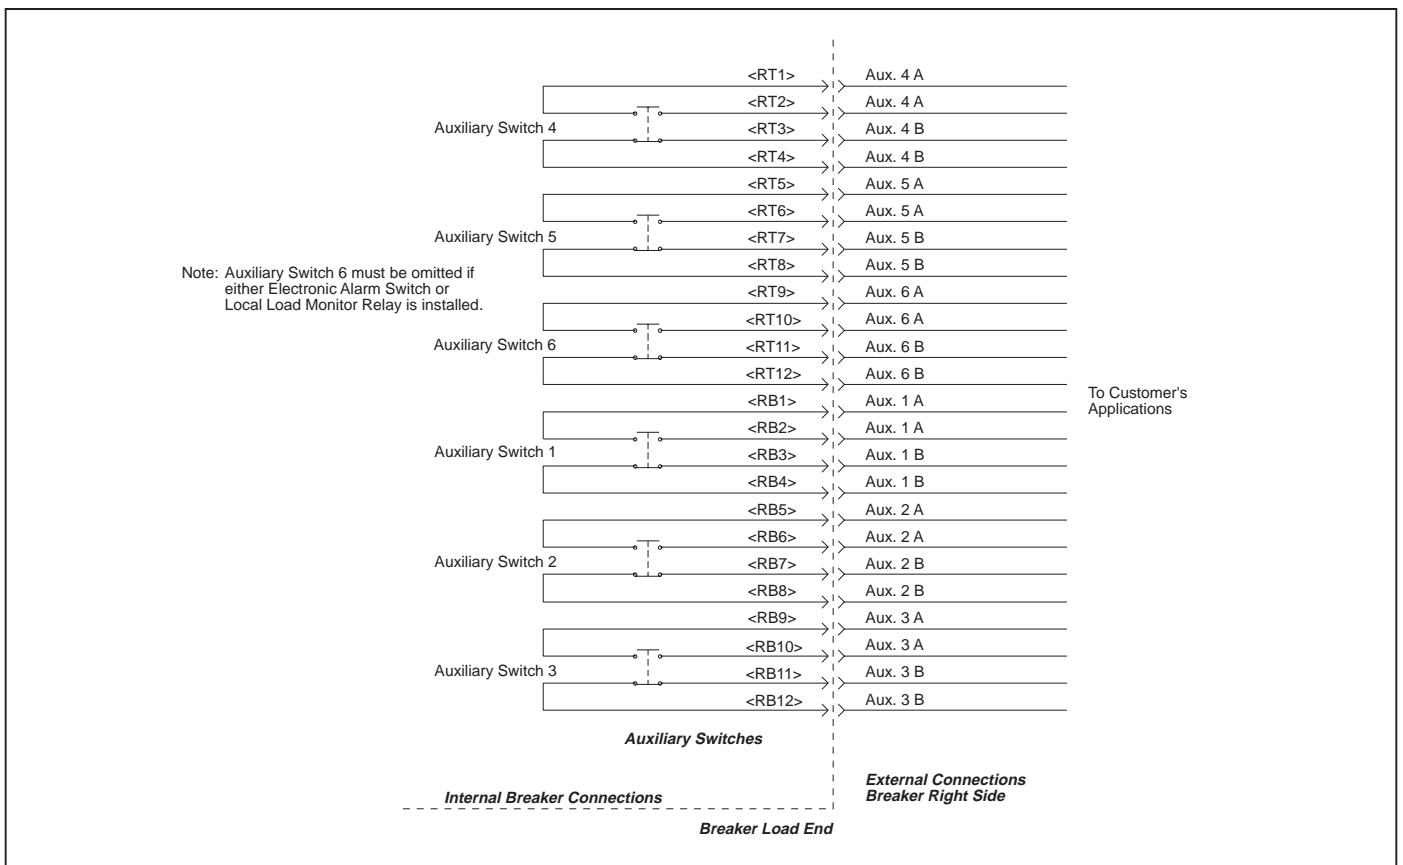 <RT1> Aux. 4 A
<RT2> Aux. 4 A
Auxiliary Switch 4
<RT3> Aux. 4 B
<RT4> Aux. 4 B
<RT5> Aux. 5 A
<RT6> Aux. 5 A
Auxiliary Switch 5
<RT7> Aux. 5 B
<RT8> Aux. 5 B
Note: Auxiliary Switch 6 must be omitted if
either Electronic Alarm Switch or
Local Load Monitor Relay is installed.
<RT9> Aux. 6 A
<RT10> Aux. 6 A
Auxiliary Switch 6
<RT11> Aux. 6 B
<RT12> Aux. 6 B
To Customer's
Applications
<RB1> Aux. 1 A
<RB2> Aux. 1 A
Auxiliary Switch 1
<RB3> Aux. 1 B
<RB4> Aux. 1 B
<RB5> Aux. 2 A
<RB6> Aux. 2 A
Auxiliary Switch 2
<RB7> Aux. 2 B
<RB8> Aux. 2 B
<RB9> Aux. 3 A
<RB10> Aux. 3 A
Auxiliary Switch 3
<RB11> Aux. 3 B
<RB12> Aux. 3 B
Auxiliary Switches
External Connections
Breaker Right Side
Internal Breaker Connections
Breaker Load End